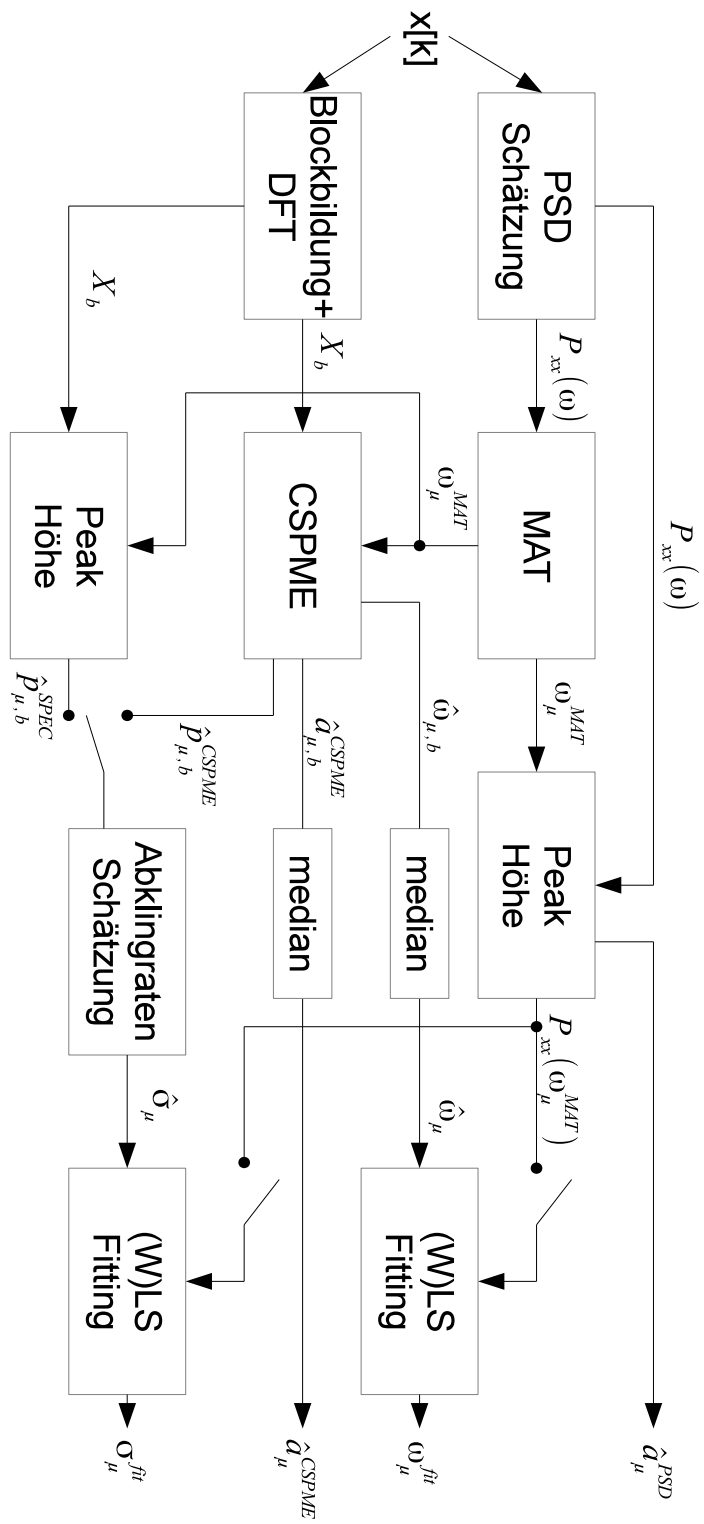 x[k]
PSD
Schätzung
P_xx(ω)
P_xx(ω)
MAT
ω_μ^MAT
ω_μ^MAT
Peak
Höhe
P_xx(ω_μ^MAT)
â_μ^PSD
Blockbildung+
DFT
X_b
X_b
CSPME
ω̂_μ,b
median
ω̂_μ
(W)LS
Fitting
ω_μ^fit
â_μ,b^CSPME
median
â_μ^CSPME
p̂_μ,b^CSPME
Peak
Höhe
p̂_μ,b^SPEC
Abklingraten
Schätzung
σ̂_μ
(W)LS
Fitting
σ_μ^fit